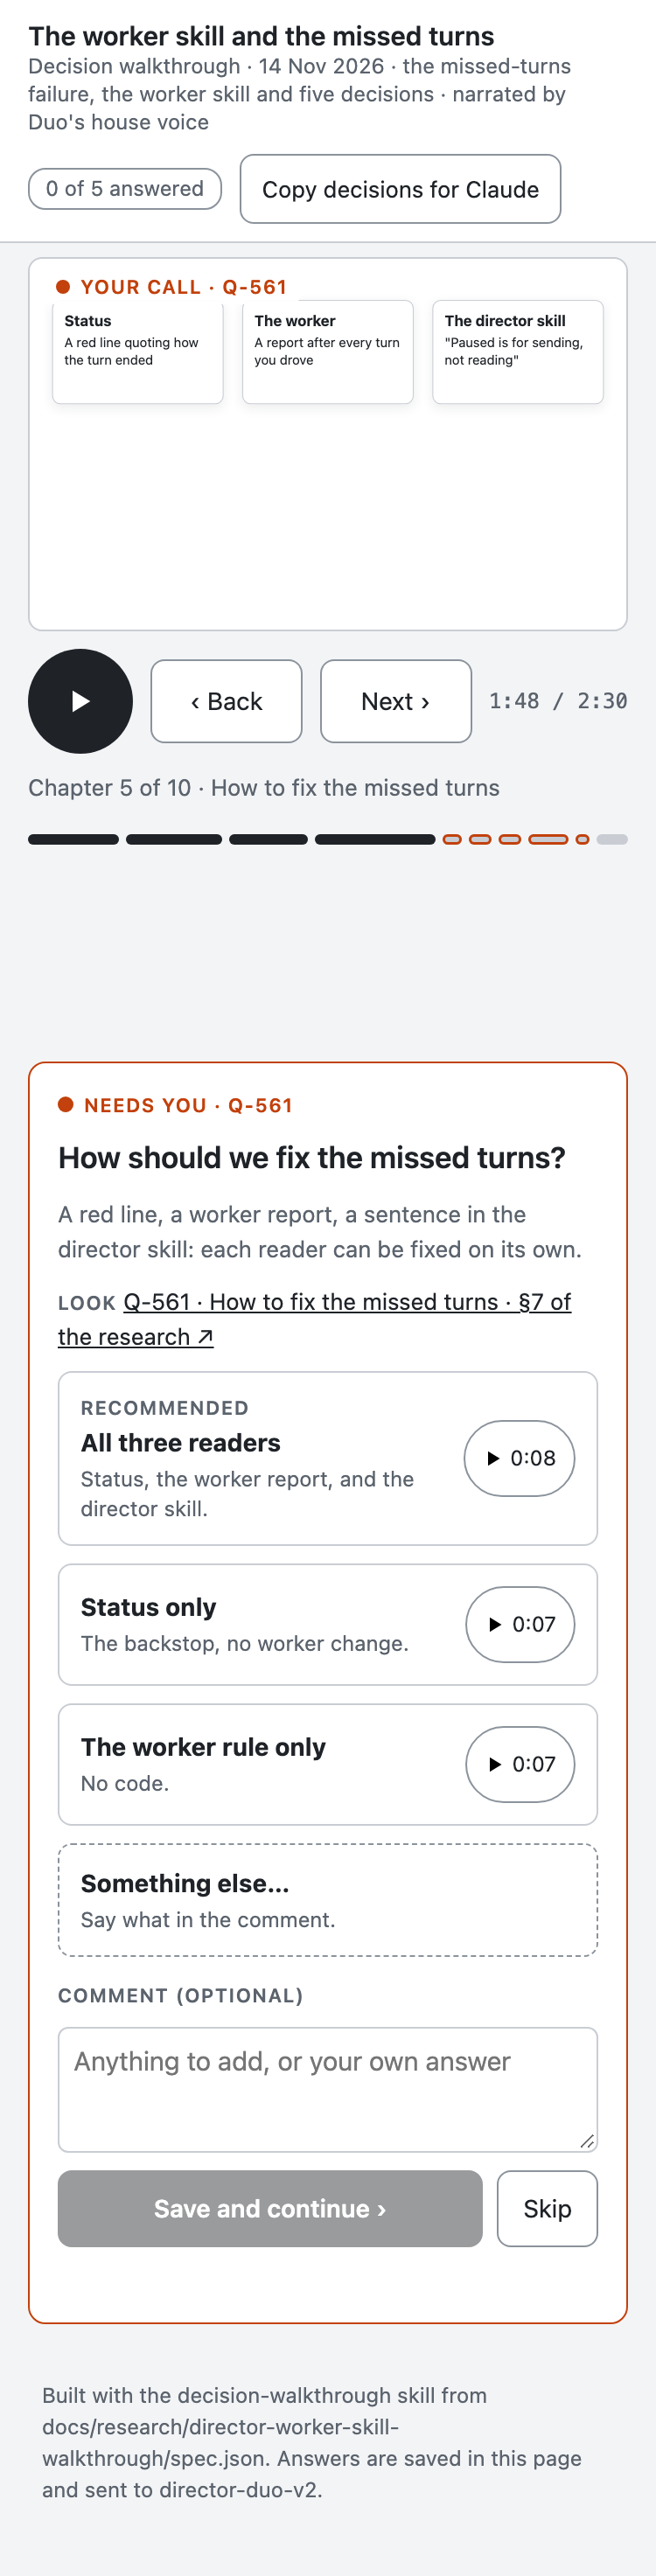 The worker skill and the missed turns
Decision walkthrough · 14 Nov 2026 · the missed-turns
failure, the worker skill and five decisions · narrated by
Duo's house voice
0 of 5 answered
Copy decisions for Claude
YOUR CALL · Q-561
Status
A red line quoting how
the turn ended
The worker
A report after every turn
you drove
The director skill
"Paused is for sending,
not reading"
‹ Back
Next ›
1:48 / 2:30
Chapter 5 of 10 · How to fix the missed turns
NEEDS YOU · Q-561
How should we fix the missed turns?
A red line, a worker report, a sentence in the
director skill: each reader can be fixed on its own.
LOOK Q-561 · How to fix the missed turns · §7 of
the research ↗
RECOMMENDED
All three readers
Status, the worker report, and the
director skill.
0:08
Status only
The backstop, no worker change.
0:07
The worker rule only
No code.
0:07
Something else...
Say what in the comment.
COMMENT (OPTIONAL)
Anything to add, or your own answer
Save and continue ›
Skip
Built with the decision-walkthrough skill from
docs/research/director-worker-skill-
walkthrough/spec.json. Answers are saved in this page
and sent to director-duo-v2.